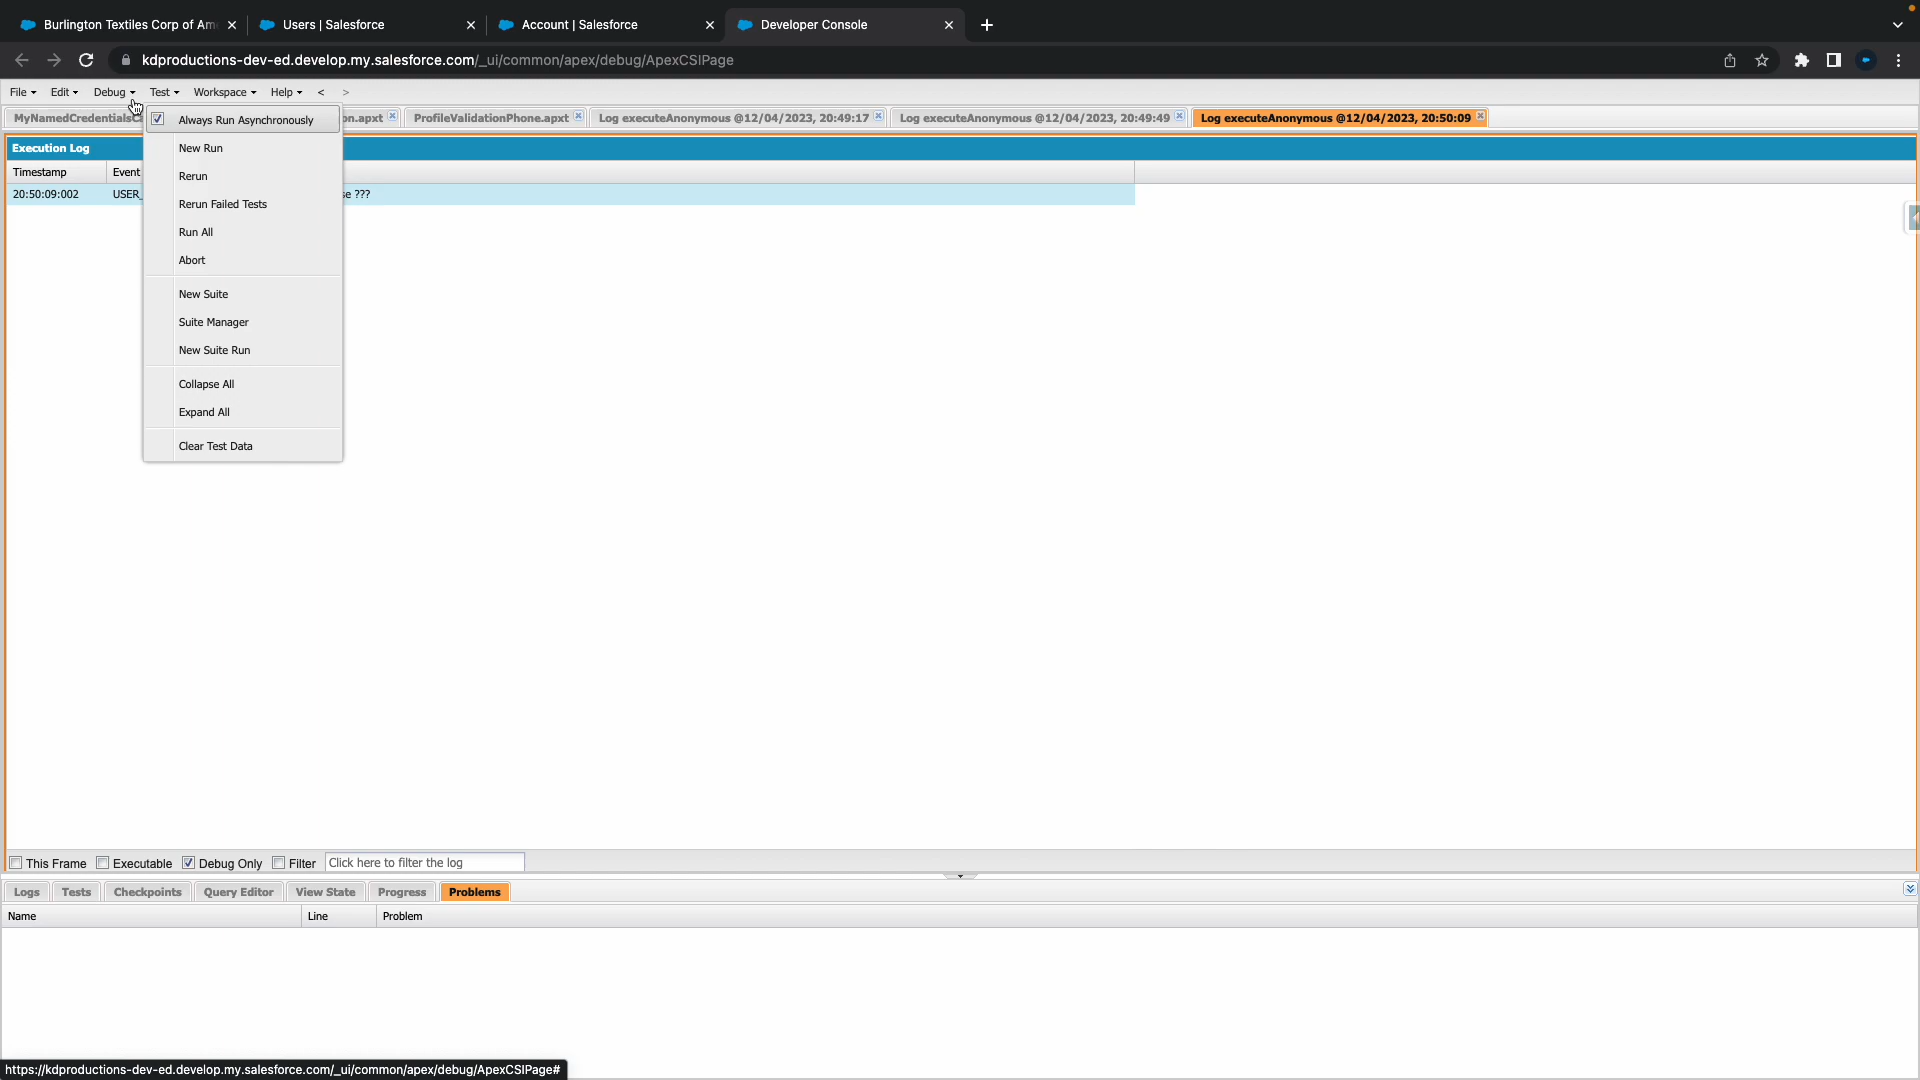 Burlington Textiles Corp of Am
Users | Salesforce
Account | Salesforce
Developer Console
kdproductions-dev-ed.develop.my.salesforce.com/_ui/common/apex/debug/ApexCSIPage
File Edit Debug Test Workspace Help < >
MyNamedCredentialsC
on.apxt
ProfileValidationPhone.apxt
Log executeAnonymous @12/04/2023, 20:49:17
Log executeAnonymous @12/04/2023, 20:49:49
Log executeAnonymous @12/04/2023, 20:50:09
Always Run Asynchronously
New Run
Rerun
Rerun Failed Tests
Run All
Abort
New Suite
Suite Manager
New Suite Run
Collapse All
Expand All
Clear Test Data
Execution Log
Timestamp Event
20:50:09:002 USER_ se ???
This Frame Executable Debug Only Filter Click here to filter the log
Logs Tests Checkpoints Query Editor View State Progress Problems
Name Line Problem
https://kdproductions-dev-ed.develop.my.salesforce.com/_ui/common/apex/debug/ApexCSIPage#